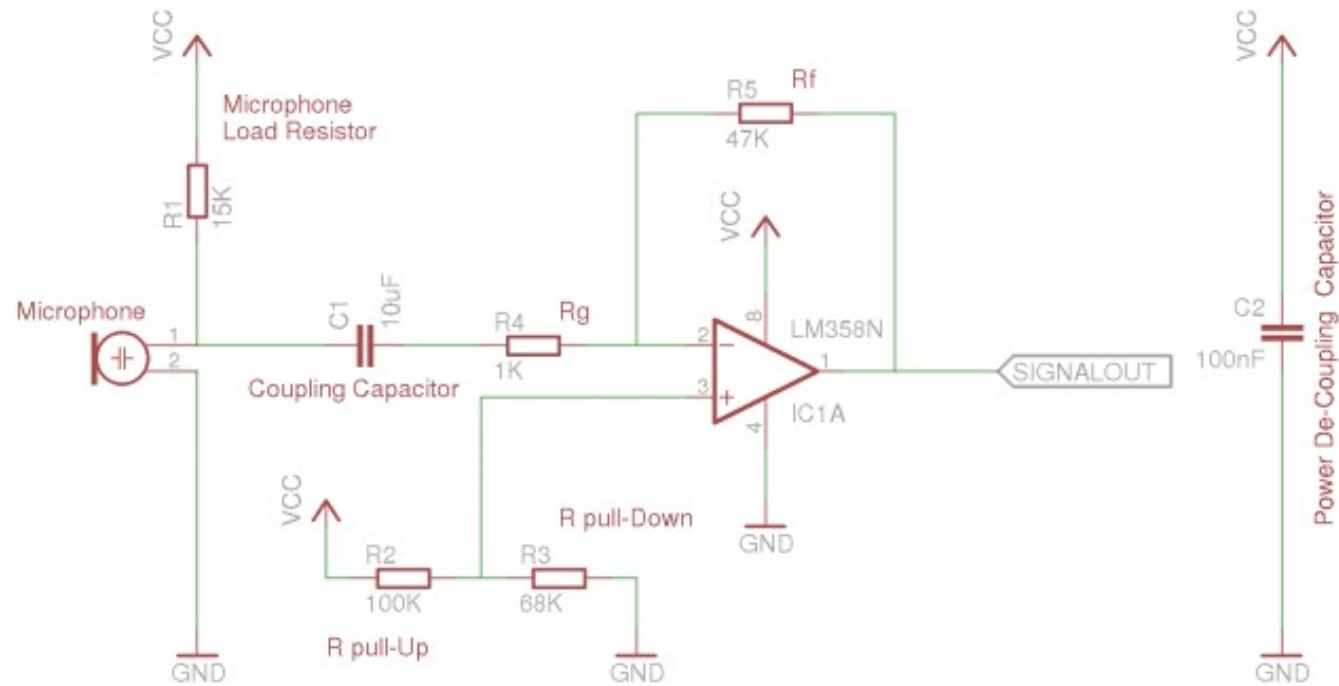 VCC
Microphone
Load Resistor
R1
15K
Microphone
1
2
C1
10uF
Coupling Capacitor
R4
1K
Rg
R5
47K
Rf
VCC
8
2
3
4
1
LM358N
IC1A
SIGNALOUT
GND
VCC
R2
100K
R pull-Up
R3
68K
R pull-Down
GND
GND
VCC
C2
100nF
Power De-Coupling Capacitor
GND